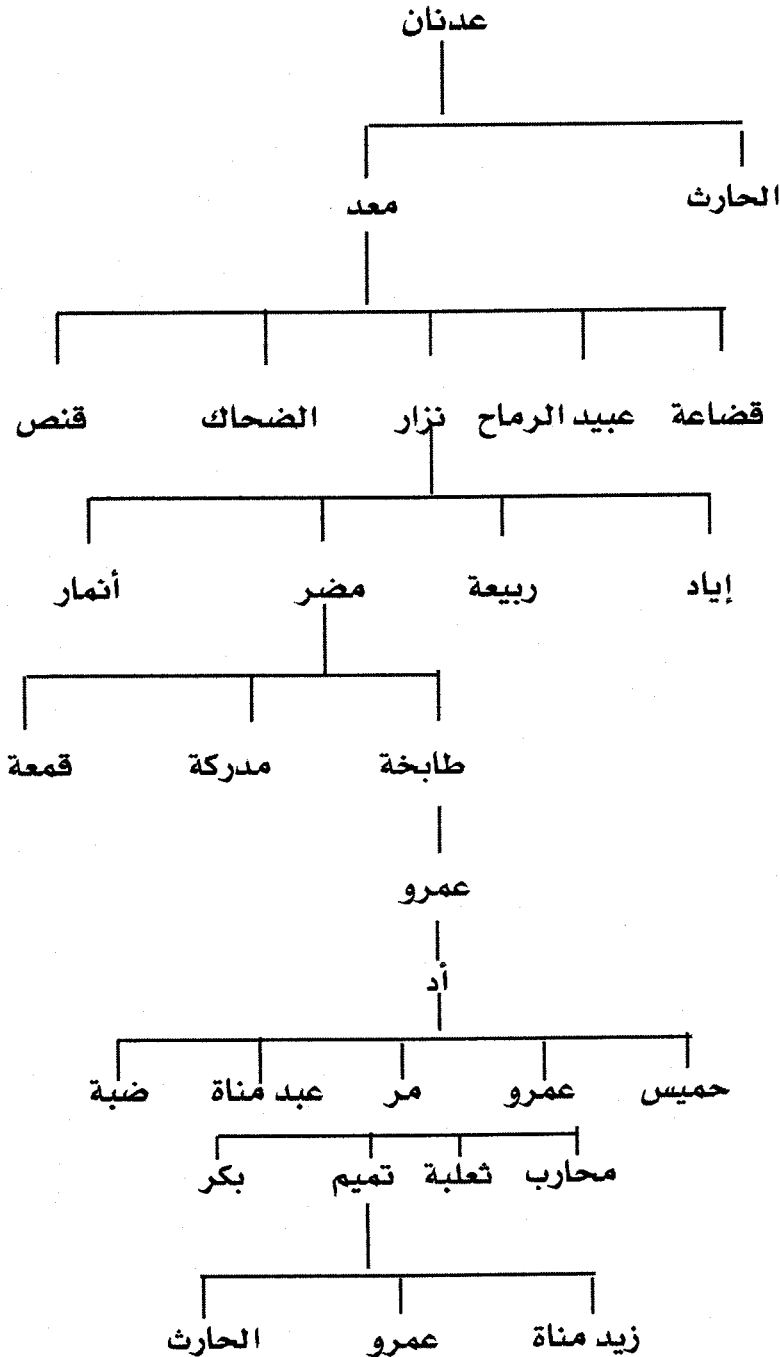 عدنان
الحارث معد
قضاعة عبيد الرماح نزار الضحاك قنص
إياد ربيعة مضر أنمار
طابخة مدركة قمعة
عمرو
أد
حميس عمرو مر عبد مناة ضبة
محارب ثعلبة تميم بكر
زيد مناة عمرو الحارث